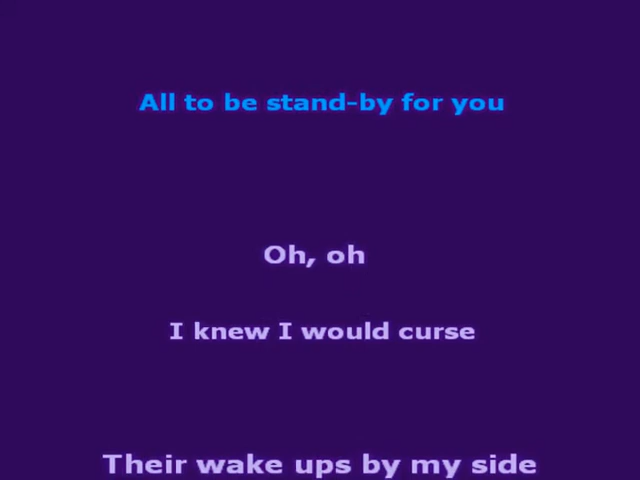 All to be stand-by for you
Oh, oh
I knew I would curse
Their wake ups by my side